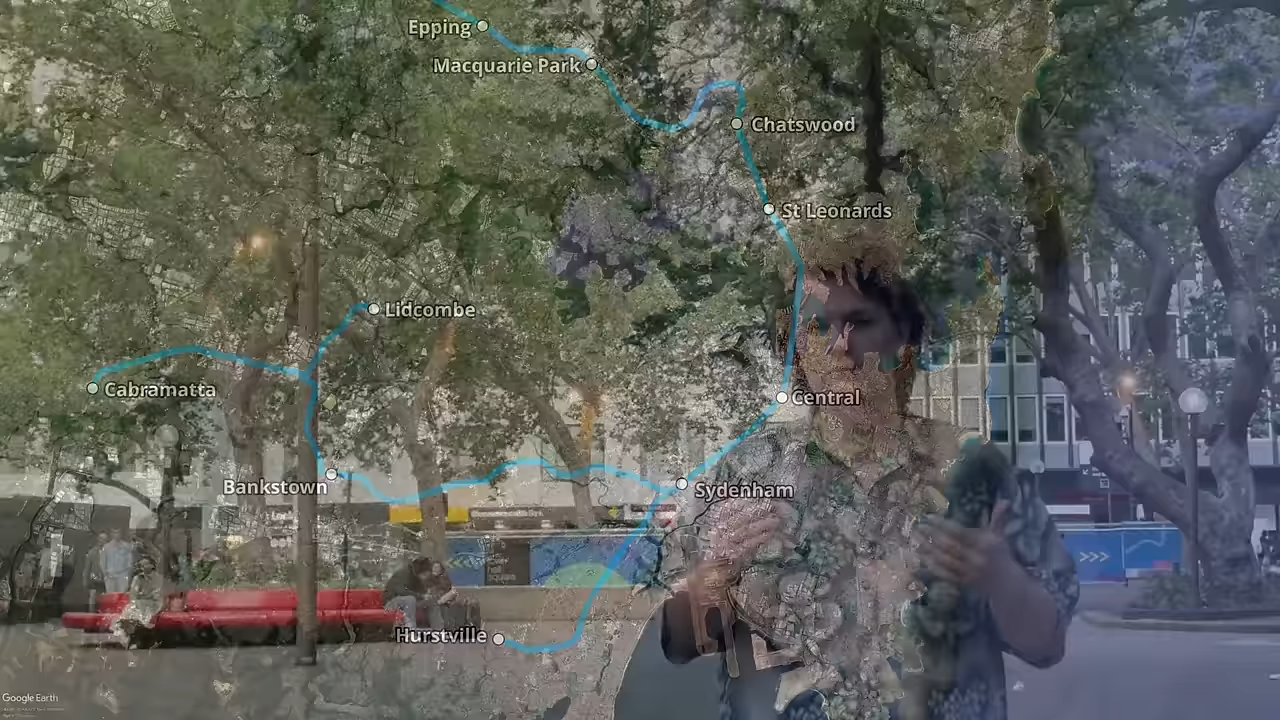 Epping
Macquarie Park
Chatswood
St Leonards
Lidcombe
Cabramatta
Central
Bankstown
Sydenham
Hurstville
Google Earth